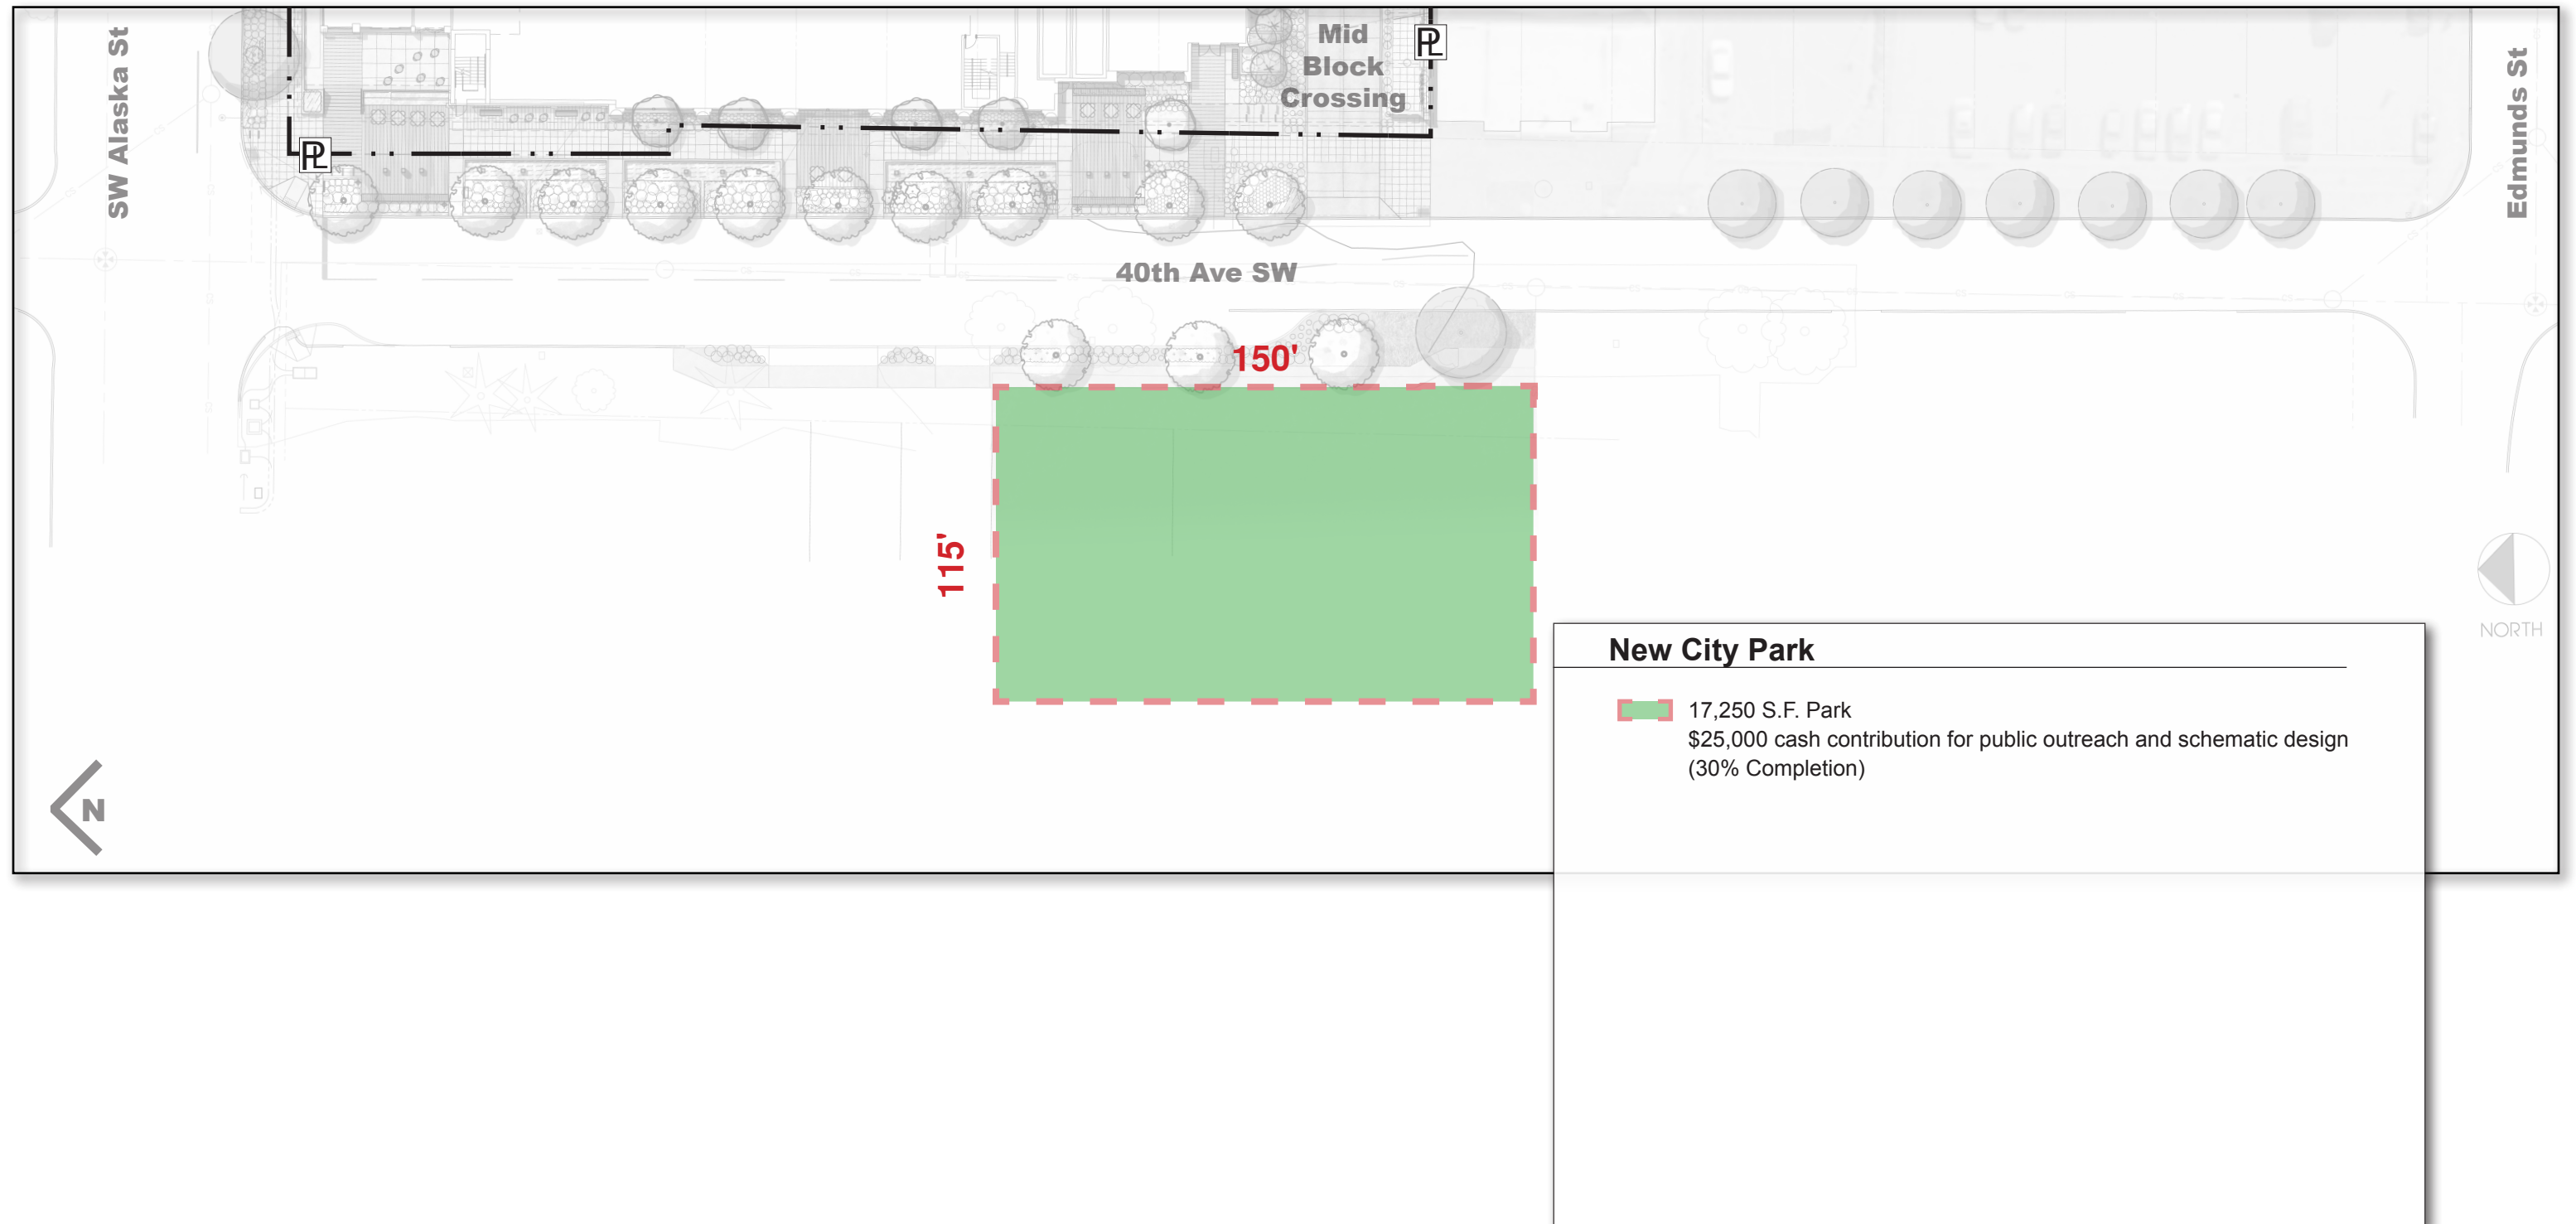 SW Alaska St
Mid
Block
Crossing
PL
PL
Edmunds St
40th Ave SW
150'
115'
NORTH
N
New City Park
17,250 S.F. Park
$25,000 cash contribution for public outreach and schematic design
(30% Completion)